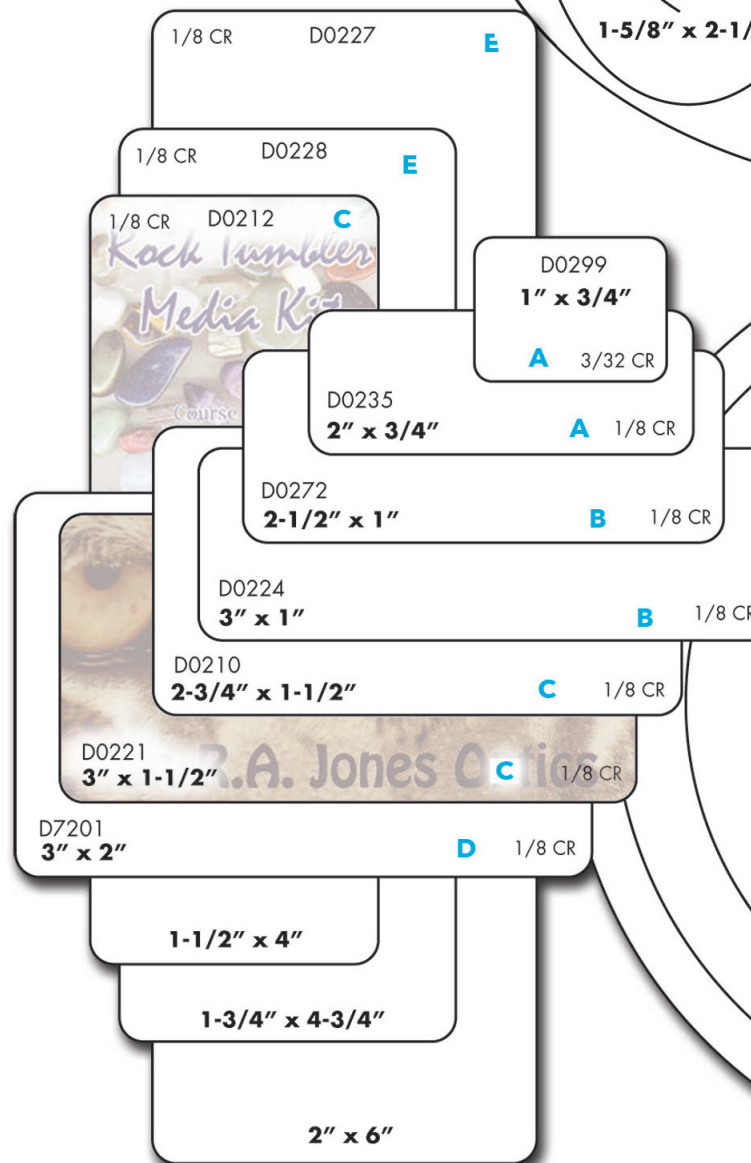 1-5/8" x 2-1/
1/8 CR D0227 E
1/8 CR D0228 E
1/8 CR D0212 C
Rock Tumbler
Media Kit
Course
D0299
1" x 3/4"
A 3/32 CR
D0235
2" x 3/4" A 1/8 CR
D0272
2-1/2" x 1" B 1/8 CR
D0224
3" x 1" B 1/8 CR
D0210
2-3/4" x 1-1/2" C 1/8 CR
R.A. Jones Optics
D0221
3" x 1-1/2" C 1/8 CR
D7201
3" x 2" D 1/8 CR
1-1/2" x 4"
1-3/4" x 4-3/4"
2" x 6"